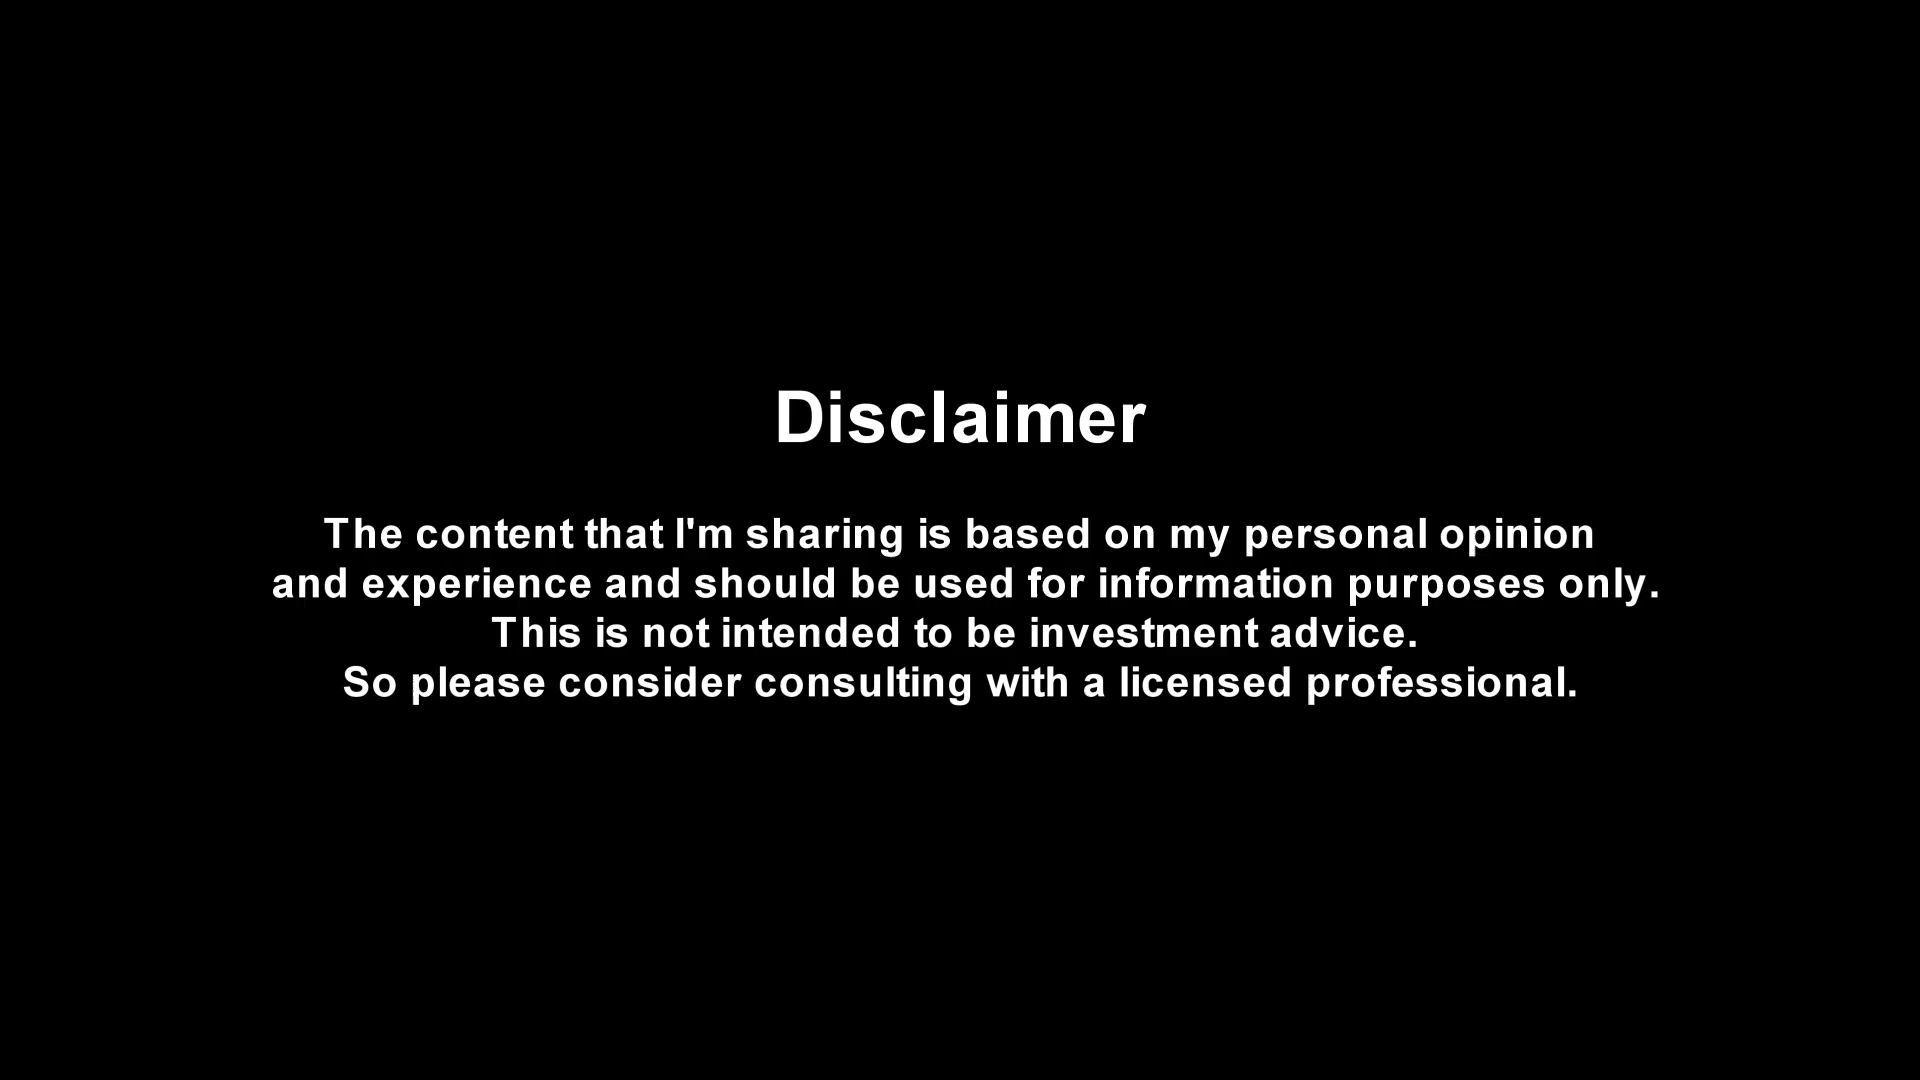 Disclaimer
The content that I'm sharing is based on my personal opinion
and experience and should be used for information purposes only.
This is not intended to be investment advice.
So please consider consulting with a licensed professional.